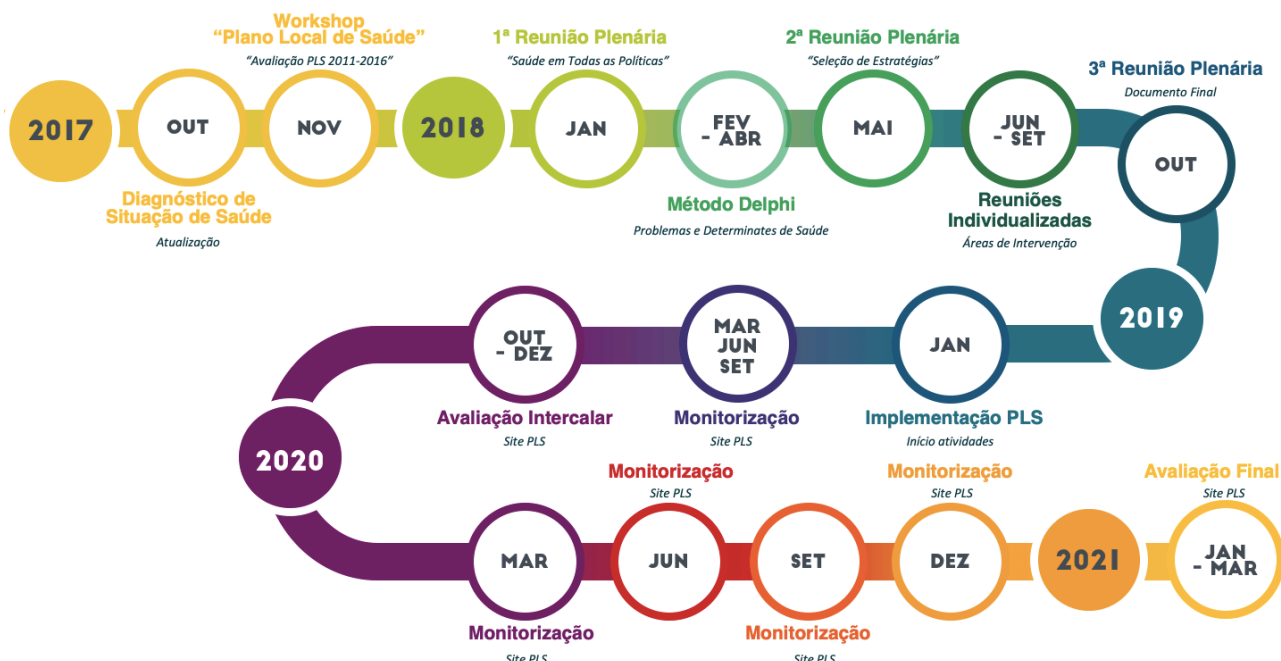 2017
OUT
Diagnóstico de
Situação de Saúde
Atualização
Workshop
“Plano Local de Saúde”
“Avaliação PLS 2011-2016”
NOV
2018
1ª Reunião Plenária
“Saúde em Todas as Políticas”
JAN
FEV
- ABR
Método Delphi
Problemas e Determinates de Saúde
2ª Reunião Plenária
“Seleção de Estratégias”
MAI
JUN
- SET
Reuniões
Individualizadas
Áreas de Intervenção
3ª Reunião Plenária
Documento Final
OUT
2019
JAN
Implementação PLS
Início atividades
MAR
JUN
SET
Monitorização
Site PLS
OUT
- DEZ
Avaliação Intercalar
Site PLS
2020
MAR
Monitorização
Site PLS
Monitorização
Site PLS
JUN
SET
Monitorização
Site PLS
Monitorização
Site PLS
DEZ
2021
Avaliação Final
Site PLS
JAN
- MAR